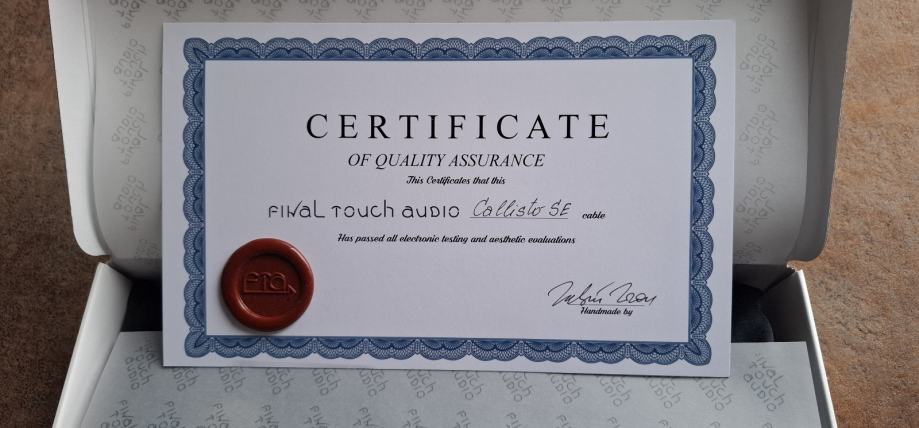 CERTIFICATE
OF QUALITY ASSURANCE
This Certificates that this
FINAL TOUCH AUDIO Callisto SE cable
Has passed all electronic testing and aesthetic evaluations
FTA
Handmade by